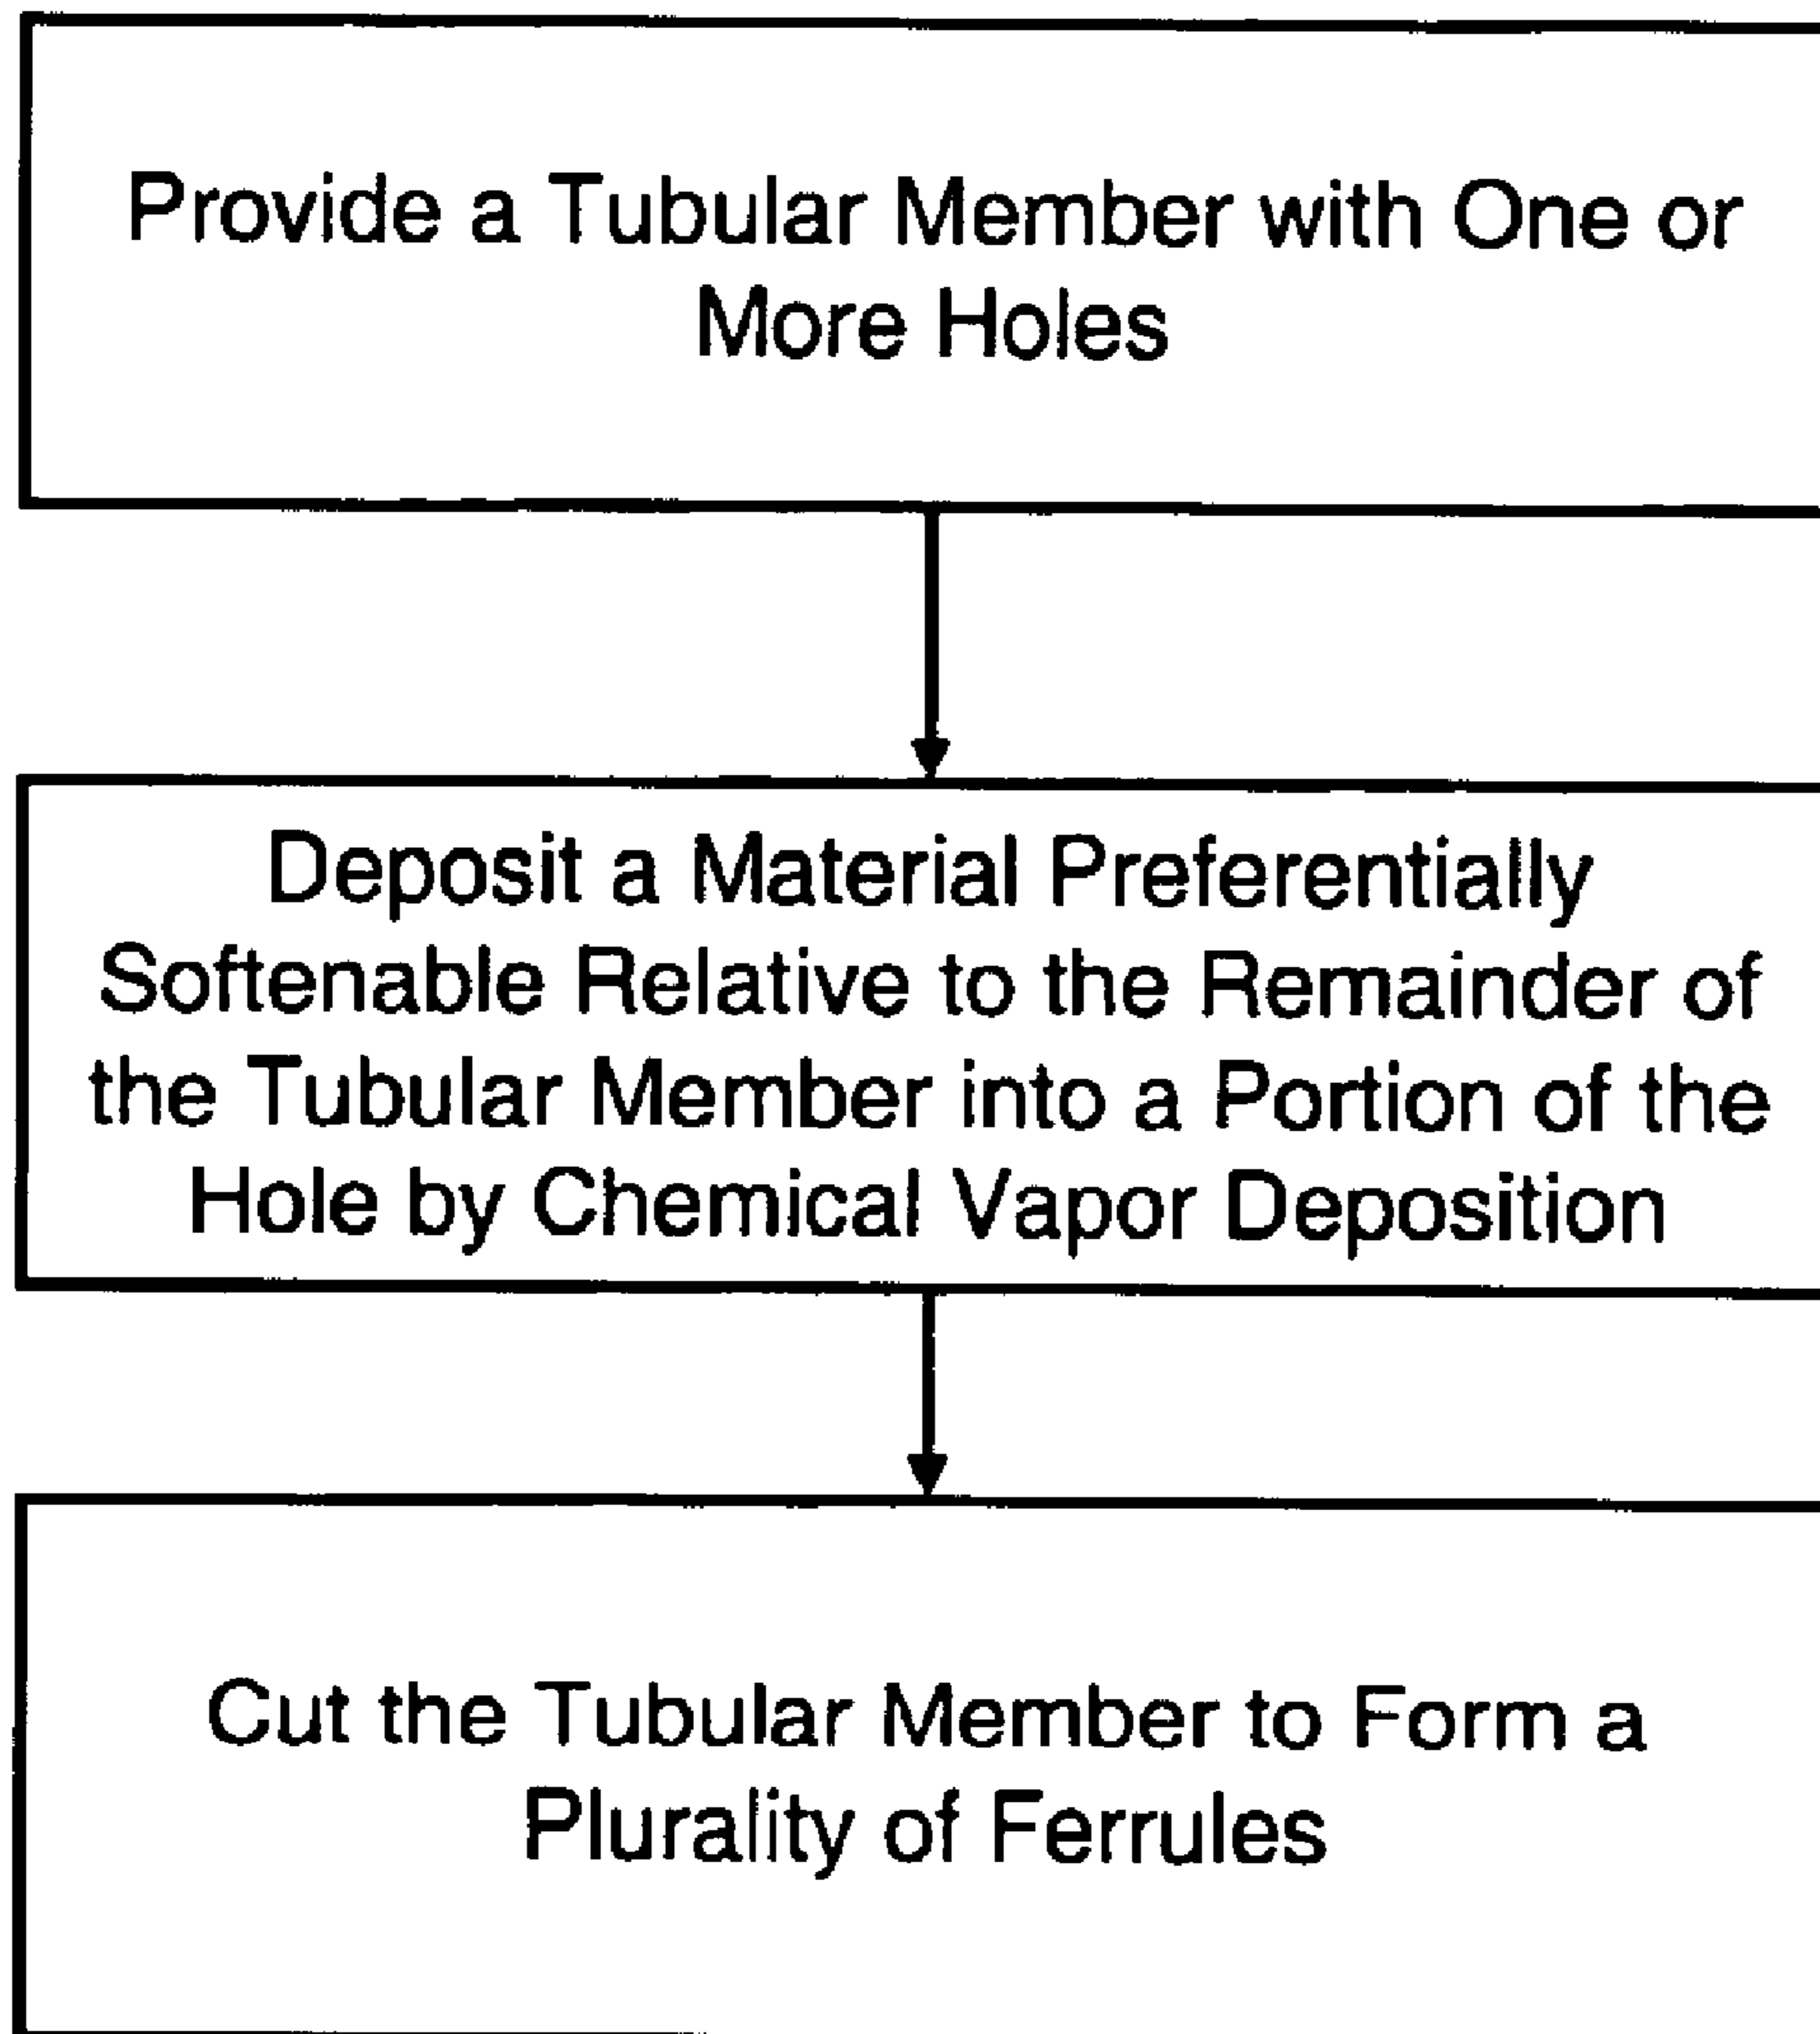 Provide a Tubular Member with One or
More Holes
Deposit a Material Preferentially
Softenable Relative to the Remainder of
the Tubular Member into a Portion of the
Hole by Chemical Vapor Deposition
Cut the Tubular Member to Form a
Plurality of Ferrules